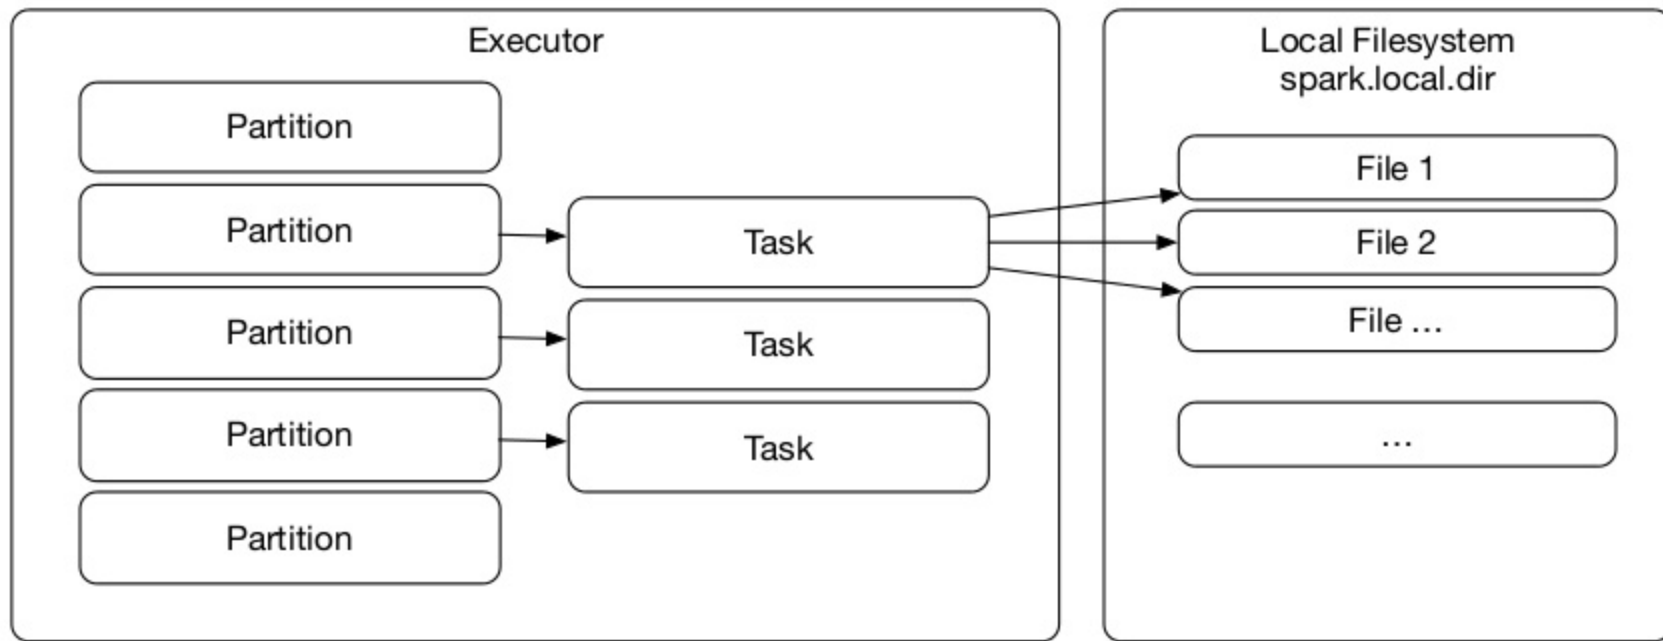 Executor
Partition
Partition
Partition
Partition
Partition
Task
Task
Task
Local Filesystem
spark.local.dir
File 1
File 2
File ...
...